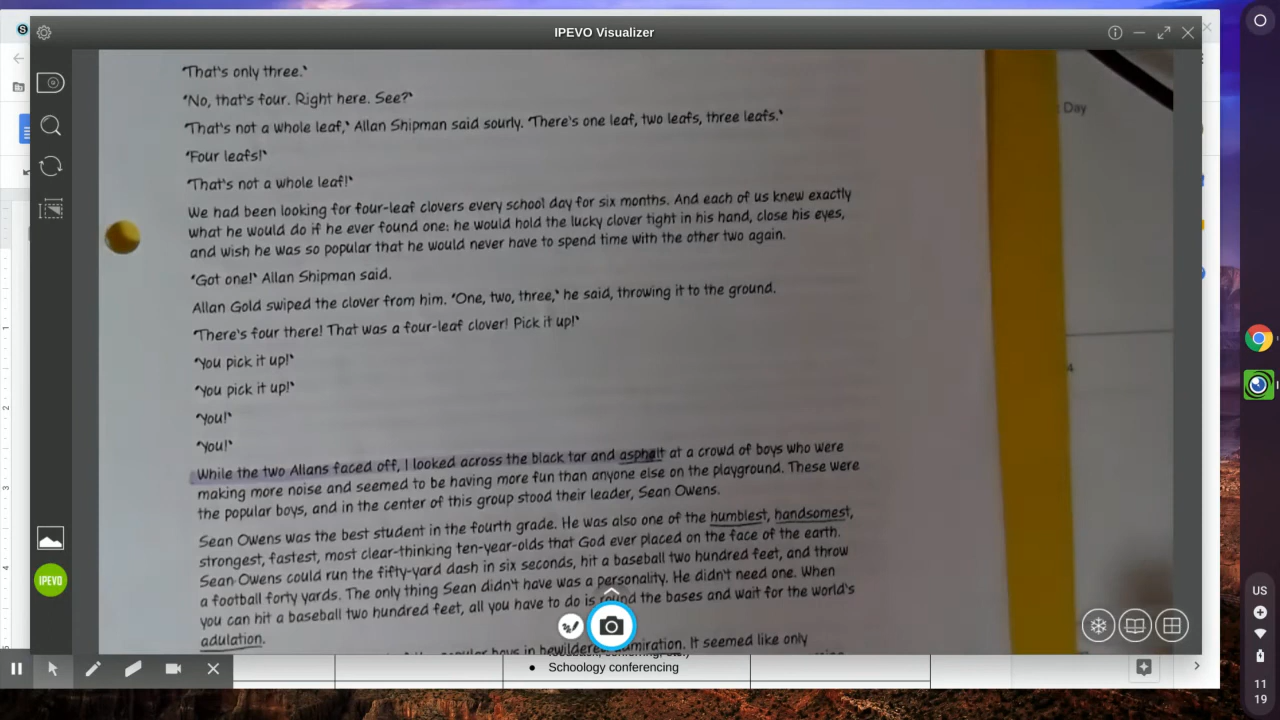 IPEVO Visualizer
"That's only three."
"No, that's four. Right here. See?"
"That's not a whole leaf," Allan Shipman said sourly. "There's one leaf, two leafs, three leafs."
"Four leafs!"
"That's not a whole leaf!"
We had been looking for four-leaf clovers every school day for six months. And each of us knew exactly
what he would do if he ever found one: he would hold the lucky clover tight in his hand, close his eyes,
and wish he was so popular that he would never have to spend time with the other two again.
"Got one!" Allan Shipman said.
Allan Gold swiped the clover from him. "One, two, three," he said, throwing it to the ground.
"There's four there! That was a four-leaf clover! Pick it up!"
"You pick it up!"
"You pick it up!"
"You!"
"You!"
While the two Allans faced off, I looked across the black tar and asphalt at a crowd of boys who were
making more noise and seemed to be having more fun than anyone else on the playground. These were
the popular boys, and in the center of this group stood their leader, Sean Owens.
Sean Owens was the best student in the fourth grade. He was also one of the humblest, handsomest,
strongest, fastest, most clear-thinking ten-year-olds that God ever placed on the face of the earth.
Sean Owens could run the fifty-yard dash in six seconds, hit a baseball two hundred feet, and throw
a football forty yards. The only thing Sean didn't have was a personality. He didn't need one. When
you can hit a baseball two hundred feet, all you have to do is round the bases and wait for the world's
adulation.
boys in bewildered admiration. It seemed like only
Day
4
IPEVO
Schoology conferencing
US
11
19
1
2
3
4